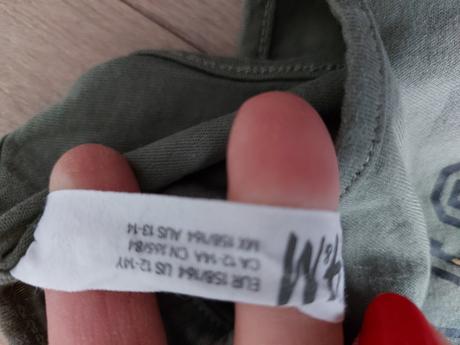 EUR 158/164 US 12-14Y
CA 12-14A CN 165/84
MX 158/164 AUS 13-14